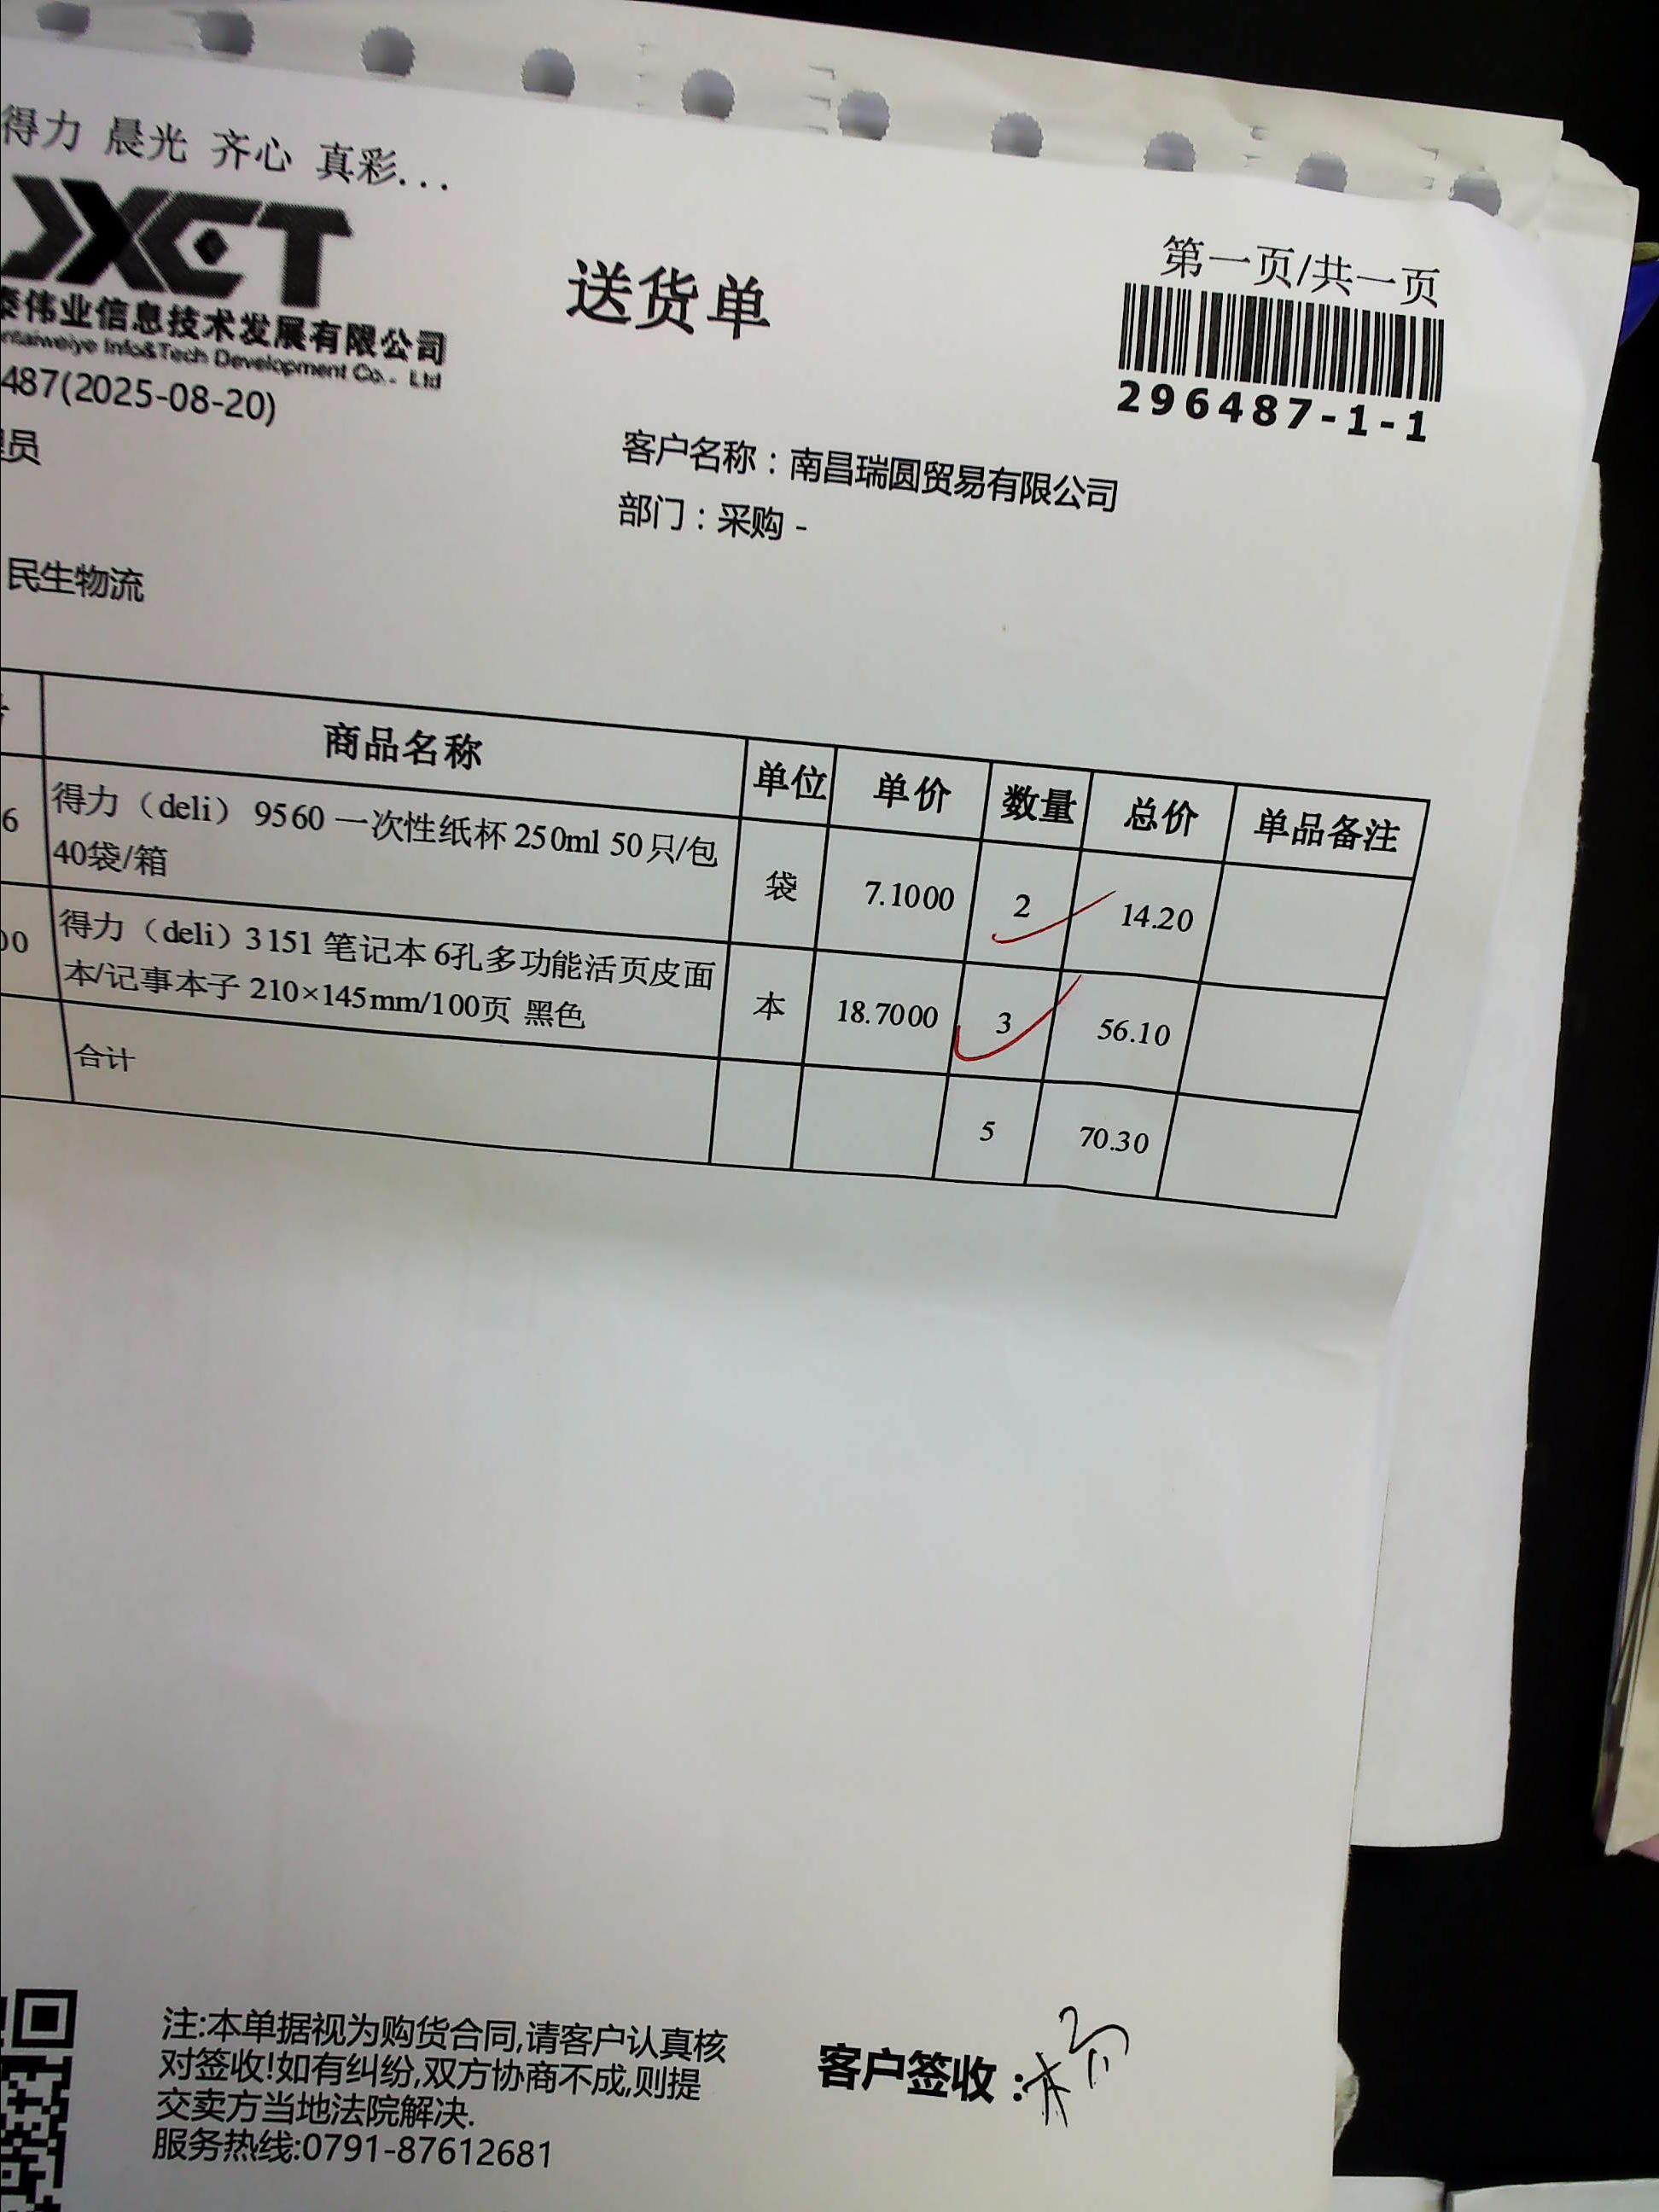 得力 晨光 齐心 真彩...
JXCT
泰伟业信息技术发展有限公司
ntaiweiye Info&Tech Development Co.. Ltd
送货单
第一页/共一页
296487-1-1
487(2025-08-20)
员
客户名称：南昌瑞圆贸易有限公司
部门：采购 -
民生物流
商品名称 单位 单价 数量 总价 单品备注
6 得力（deli） 9560 一次性纸杯 250ml 50只/包
40袋/箱 袋 7.1000 2 14.20
00 得力（deli）3151 笔记本 6孔多功能活页皮面
本/记事本子 210×145mm/100页 黑色 本 18.7000 3 56.10
合计 5 70.30
注:本单据视为购货合同,请客户认真核
对签收!如有纠纷,双方协商不成,则提
交卖方当地法院解决.
服务热线:0791-87612681
客户签收：